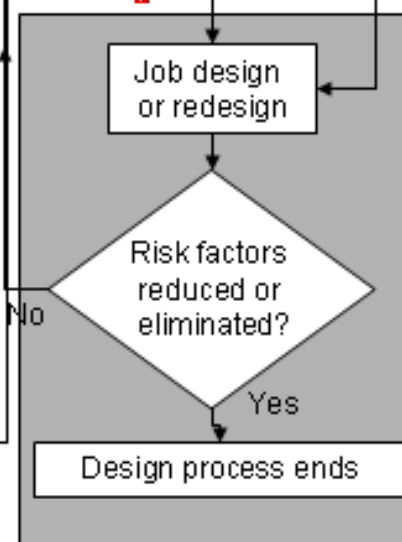 Job design
or redesign
Risk factors
reduced or
eliminated?
No
Yes
Design process ends